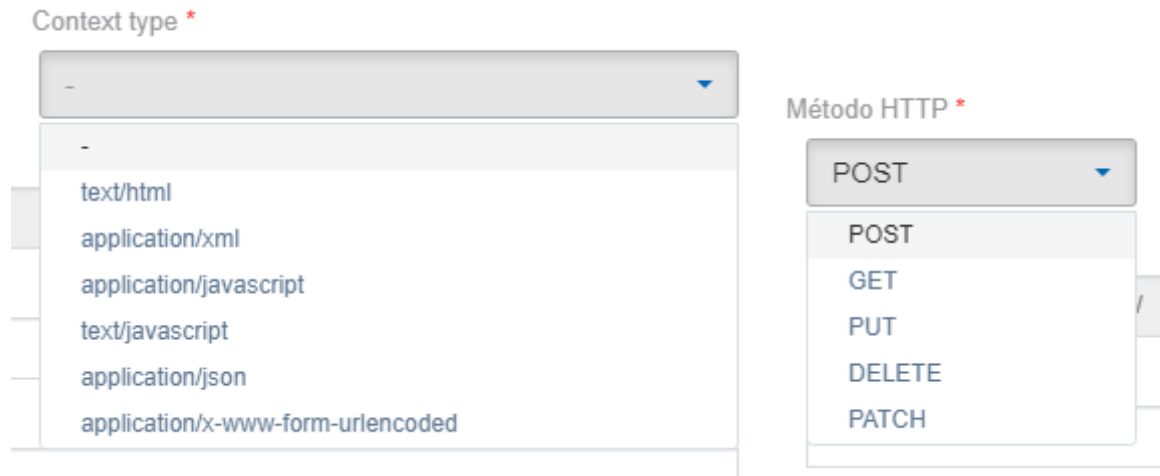 Context type *
-
-
text/html
application/xml
application/javascript
text/javascript
application/json
application/x-www-form-urlencoded
Método HTTP *
POST
POST
GET
PUT
DELETE
PATCH
/